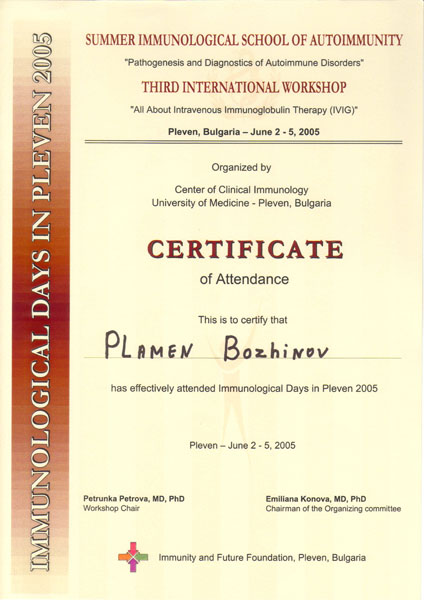 IMMUNOLOGICAL DAYS IN PLEVEN 2005
SUMMER IMMUNOLOGICAL SCHOOL OF AUTOIMMUNITY
"Pathogenesis and Diagnostics of Autoimmune Disorders"
THIRD INTERNATIONAL WORKSHOP
"All About Intravenous Immunoglobulin Therapy (IVIG)"
Pleven, Bulgaria – June 2 - 5, 2005
Organized by
Center of Clinical Immunology
University of Medicine - Pleven, Bulgaria
CERTIFICATE
of Attendance
This is to certify that
PLAMEN Bozhinov
has effectively attended Immunological Days in Pleven 2005
Pleven – June 2 - 5, 2005
Petrunka Petrova, MD, PhD
Workshop Chair
Emiliana Konova, MD, PhD
Chairman of the Organizing committee
Immunity and Future Foundation, Pleven, Bulgaria